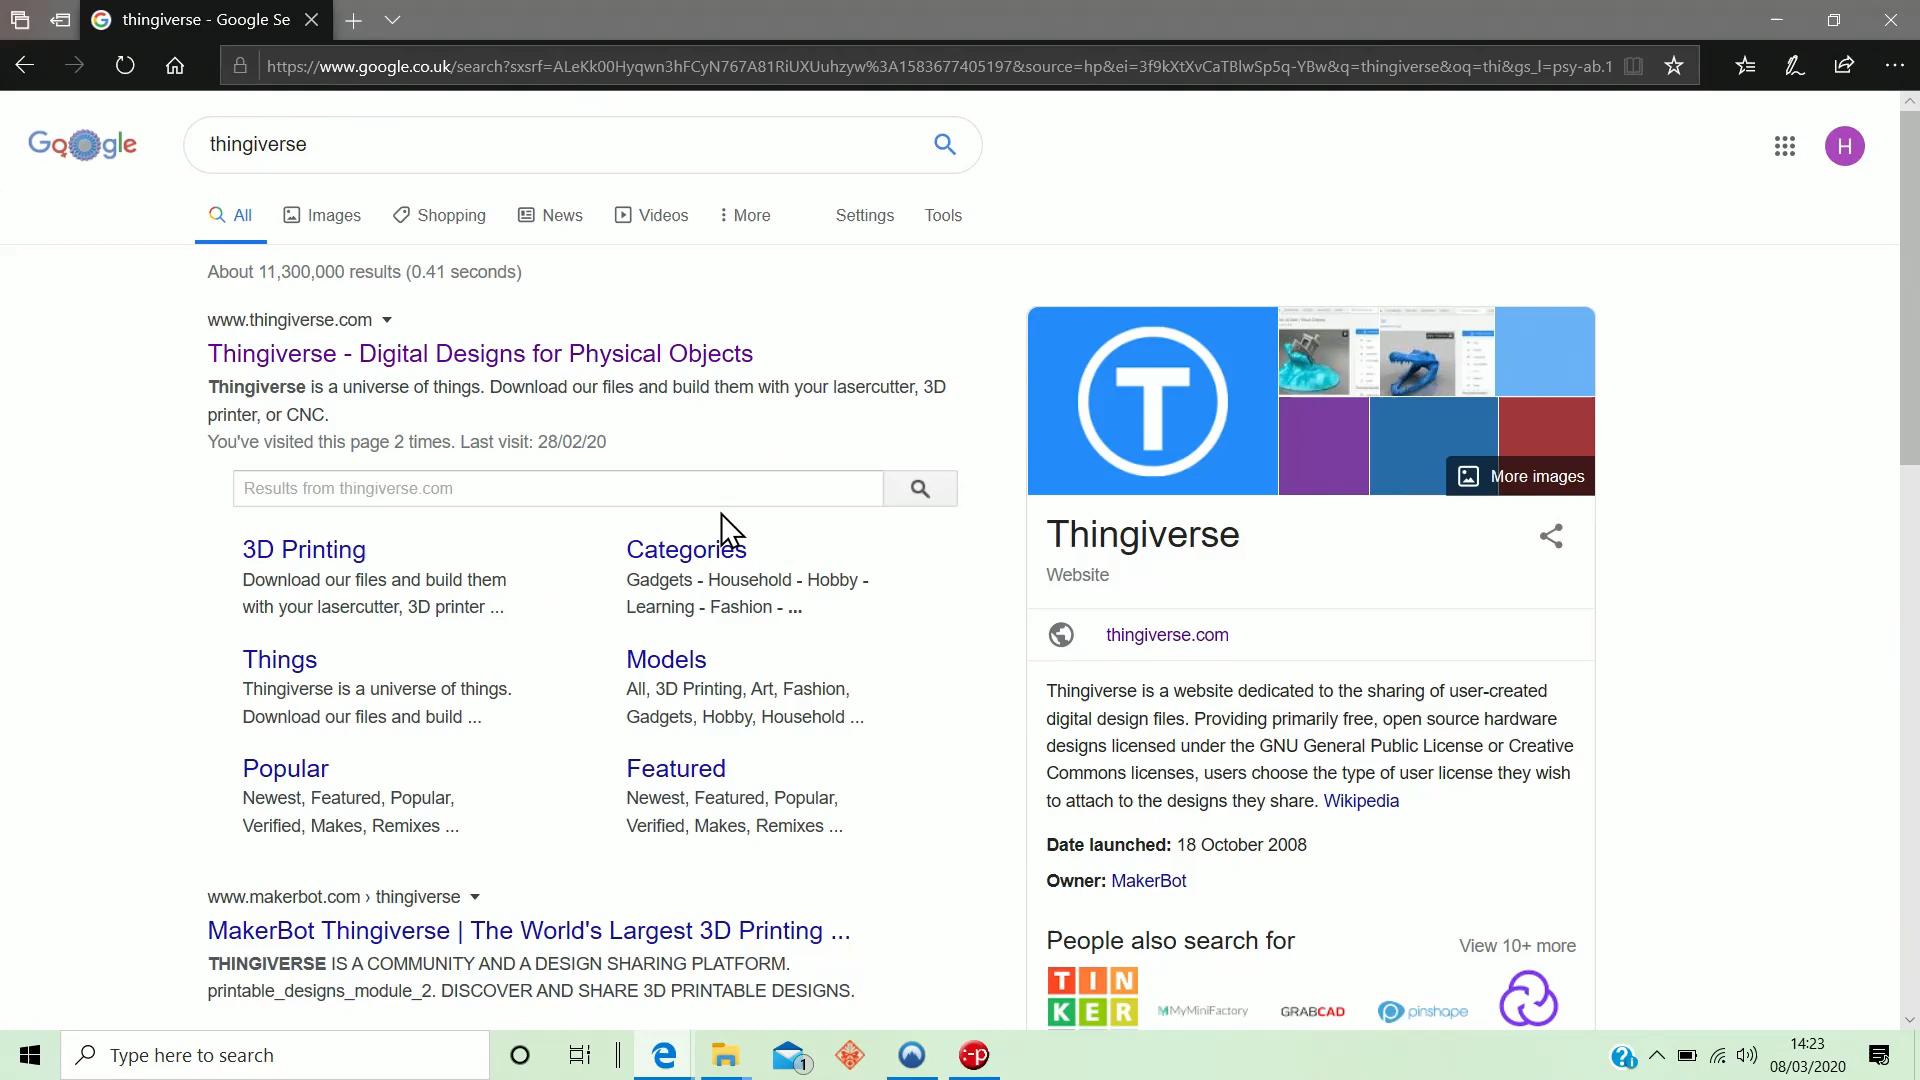 thingiverse - Google Se
https://www.google.co.uk/search?sxsrf=ALeKk00Hyqwn3hFCyN767A81RiUXUuhzyw%3A1583677405197&source=hp&ei=3f9kXtXvCaTBlwSp5q-YBw&q=thingiverse&oq=thi&gs_l=psy-ab.1
Google
thingiverse
H
All
Images
Shopping
News
Videos
More
Settings
Tools
About 11,300,000 results (0.41 seconds)
www.thingiverse.com
Thingiverse - Digital Designs for Physical Objects
Thingiverse is a universe of things. Download our files and build them with your lasercutter, 3D
printer, or CNC.
You've visited this page 2 times. Last visit: 28/02/20
Results from thingiverse.com
3D Printing
Download our files and build them
with your lasercutter, 3D printer ...
Categories
Gadgets - Household - Hobby -
Learning - Fashion - ...
Things
Thingiverse is a universe of things.
Download our files and build ...
Models
All, 3D Printing, Art, Fashion,
Gadgets, Hobby, Household ...
Popular
Newest, Featured, Popular,
Verified, Makes, Remixes ...
Featured
Newest, Featured, Popular,
Verified, Makes, Remixes ...
www.makerbot.com › thingiverse
MakerBot Thingiverse | The World's Largest 3D Printing ...
THINGIVERSE IS A COMMUNITY AND A DESIGN SHARING PLATFORM.
printable_designs_module_2. DISCOVER AND SHARE 3D PRINTABLE DESIGNS.
T
More images
Thingiverse
Website
thingiverse.com
Thingiverse is a website dedicated to the sharing of user-created
digital design files. Providing primarily free, open source hardware
designs licensed under the GNU General Public License or Creative
Commons licenses, users choose the type of user license they wish
to attach to the designs they share. Wikipedia
Date launched: 18 October 2008
Owner: MakerBot
People also search for
View 10+ more
TIN
KER
MyMiniFactory
GRABCAD
pinshape
Type here to search
1
:-p
14:23
08/03/2020